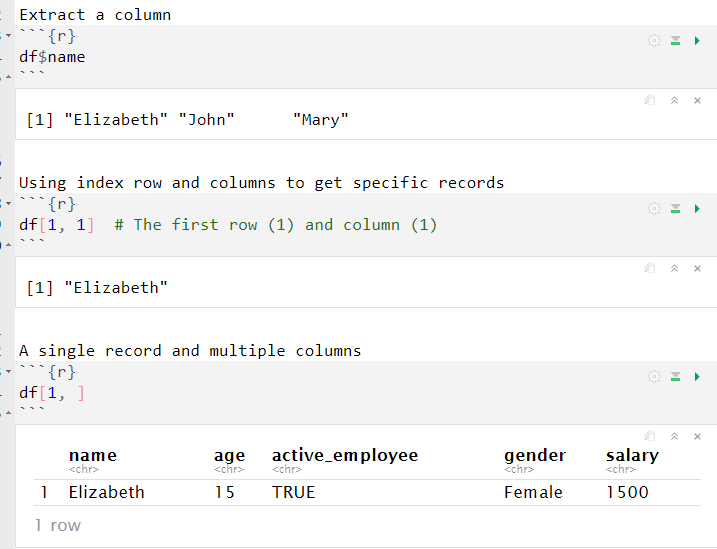 Extract a column
```{r}
df$name
```
[1] "Elizabeth" "John"      "Mary"
Using index row and columns to get specific records
```{r}
df[1, 1]  # The first row (1) and column (1)
```
[1] "Elizabeth"
A single record and multiple columns
```{r}
df[1, ]
```
name age active_employee gender salary
<chr> <chr> <chr> <chr> <chr>
1 Elizabeth 15 TRUE Female 1500
1 row